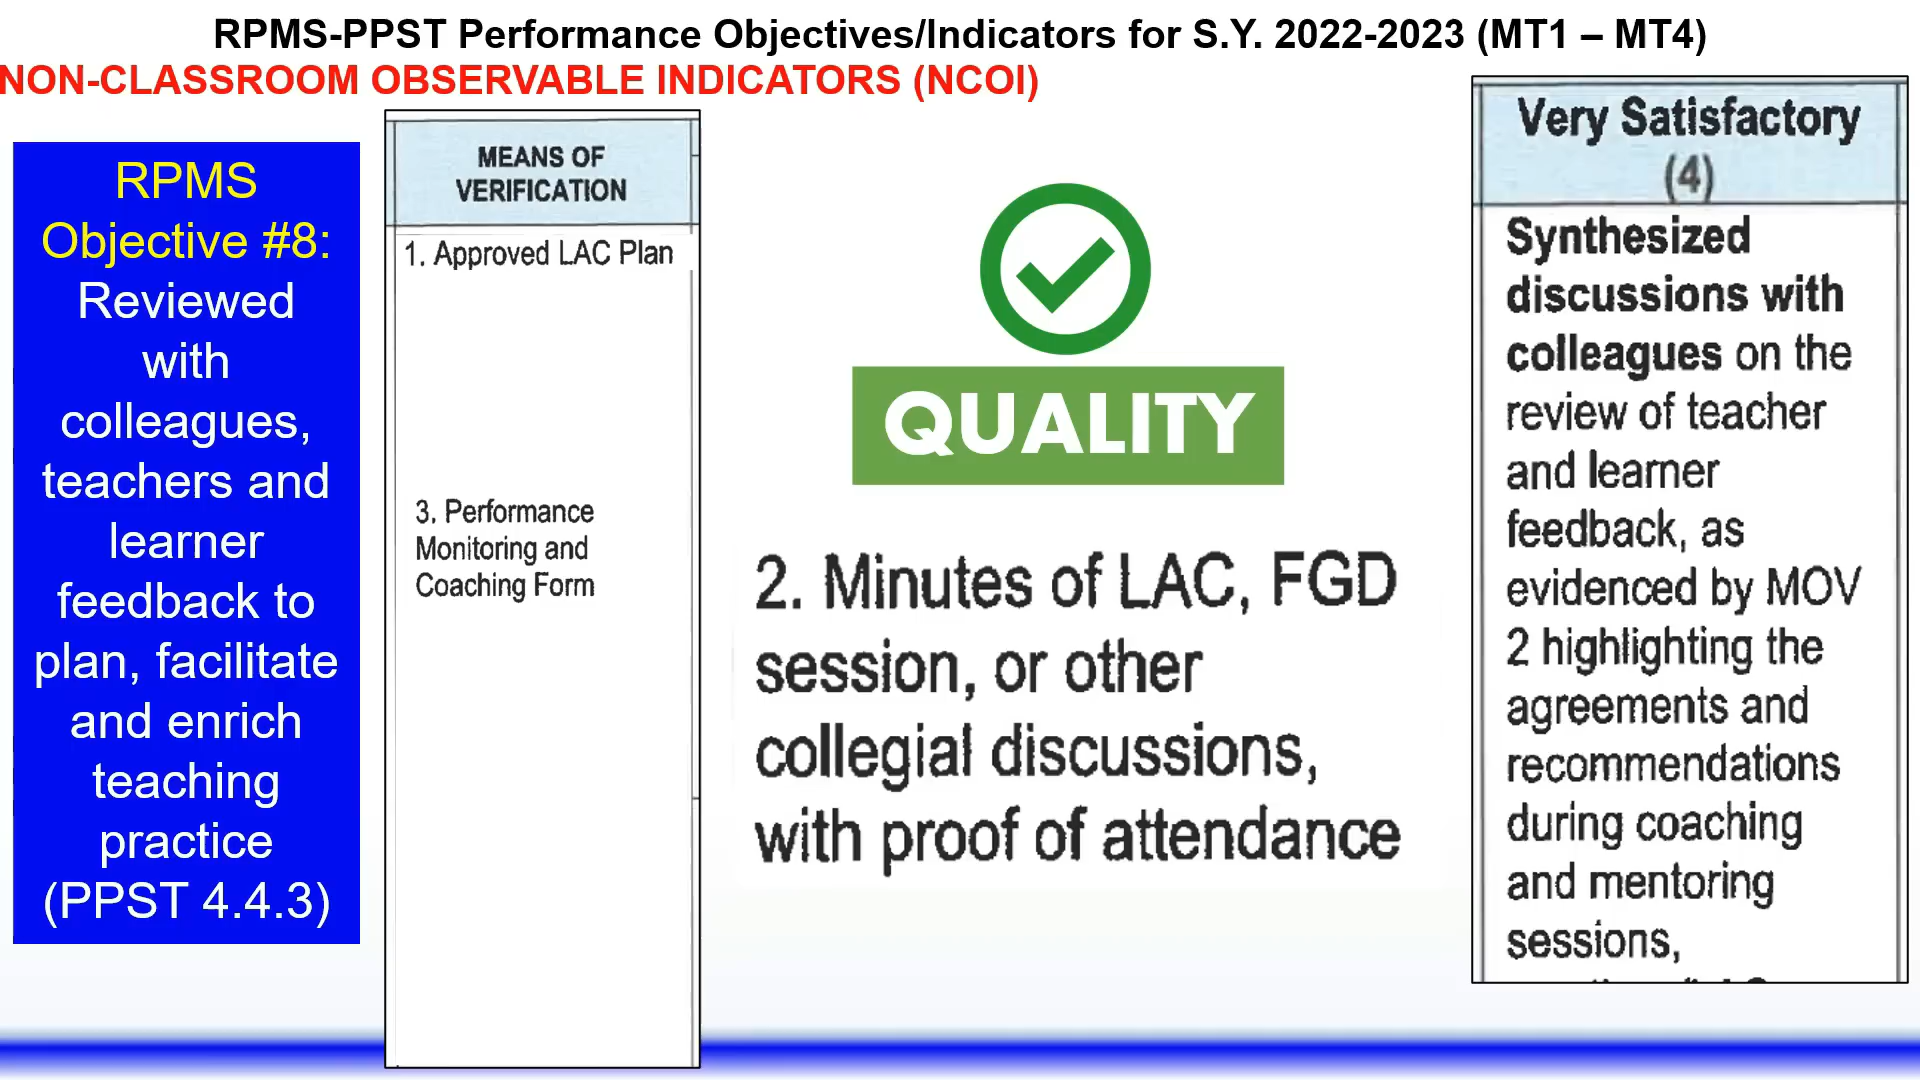 RPMS-PPST Performance Objectives/Indicators for S.Y. 2022-2023 (MT1 – MT4)
NON-CLASSROOM OBSERVABLE INDICATORS (NCOI)
RPMS
Objective #8:
Reviewed
with
colleagues,
teachers and
learner
feedback to
plan, facilitate
and enrich
teaching
practice
(PPST 4.4.3)
MEANS OF
VERIFICATION
1. Approved LAC Plan
3. Performance
Monitoring and
Coaching Form
QUALITY
2. Minutes of LAC, FGD
session, or other
collegial discussions,
with proof of attendance
Very Satisfactory
(4)
Synthesized
discussions with
colleagues on the
review of teacher
and learner
feedback, as
evidenced by MOV
2 highlighting the
agreements and
recommendations
during coaching
and mentoring
sessions,